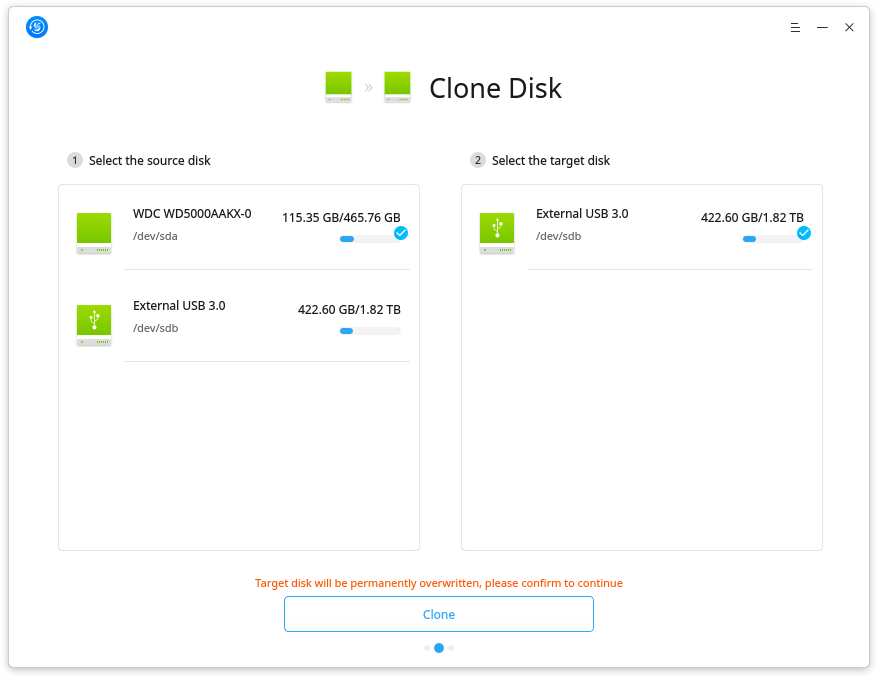 » Clone Disk
1 Select the source disk
WDC WD5000AAKX-0 115.35 GB/465.76 GB
/dev/sda
External USB 3.0 422.60 GB/1.82 TB
/dev/sdb
2 Select the target disk
External USB 3.0 422.60 GB/1.82 TB
/dev/sdb
Target disk will be permanently overwritten, please confirm to continue
Clone